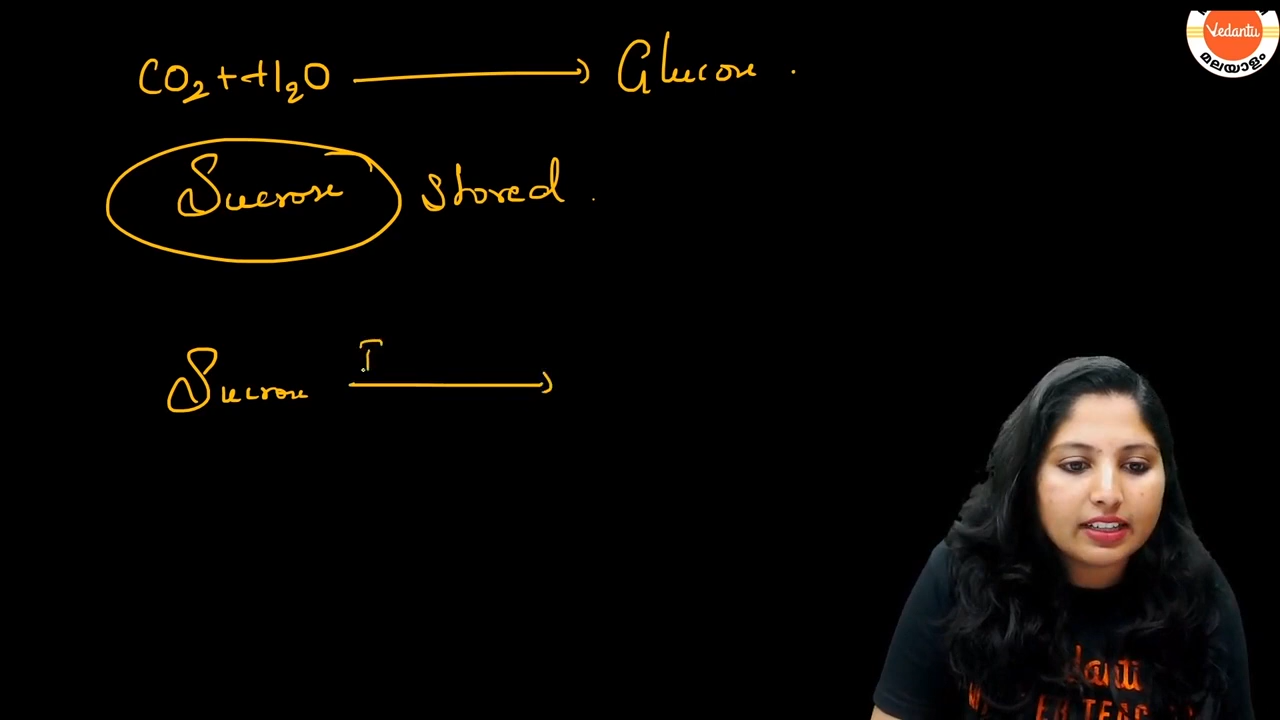 Vedantu
മലയാളം
CO2 + H2O → Glucose.
Sucrose stored.
Sucrose I →